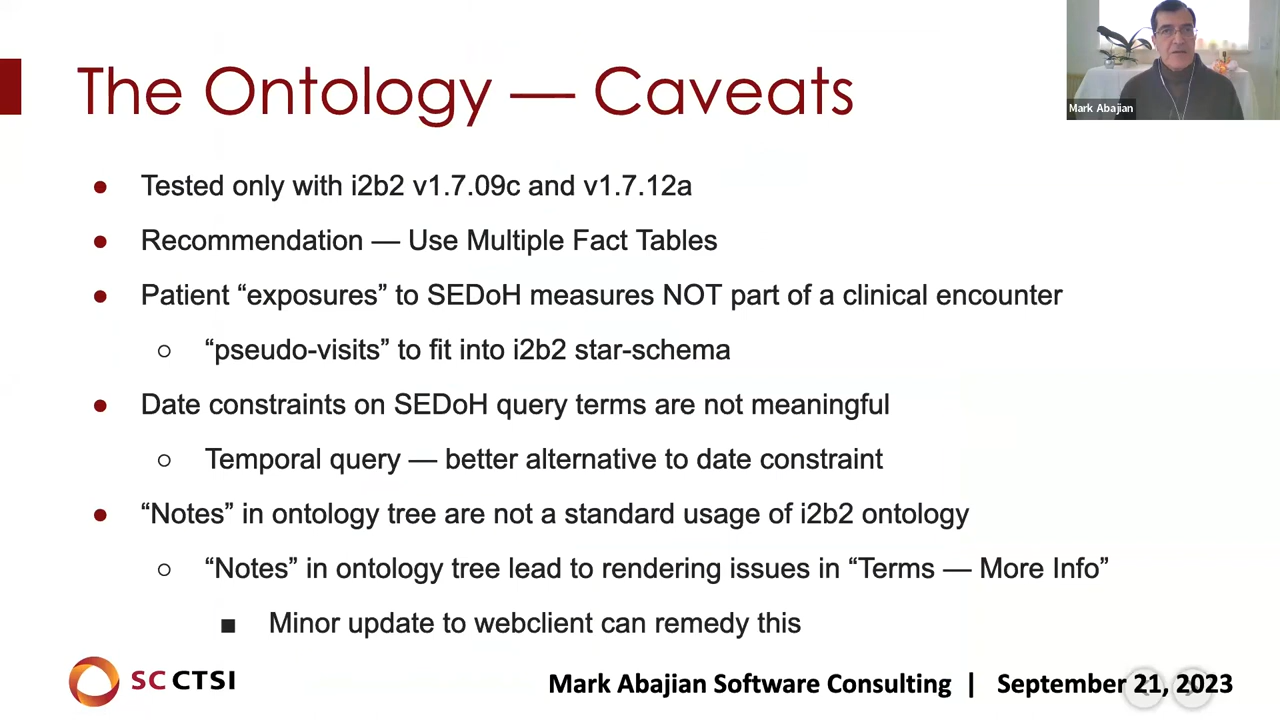 The Ontology — Caveats
Mark Abajian
● Tested only with i2b2 v1.7.09c and v1.7.12a
● Recommendation — Use Multiple Fact Tables
● Patient “exposures” to SEDoH measures NOT part of a clinical encounter
○ “pseudo-visits” to fit into i2b2 star-schema
● Date constraints on SEDoH query terms are not meaningful
○ Temporal query — better alternative to date constraint
● “Notes” in ontology tree are not a standard usage of i2b2 ontology
○ “Notes” in ontology tree lead to rendering issues in “Terms — More Info”
■ Minor update to webclient can remedy this
SC CTSI
Mark Abajian Software Consulting | September 21, 2023